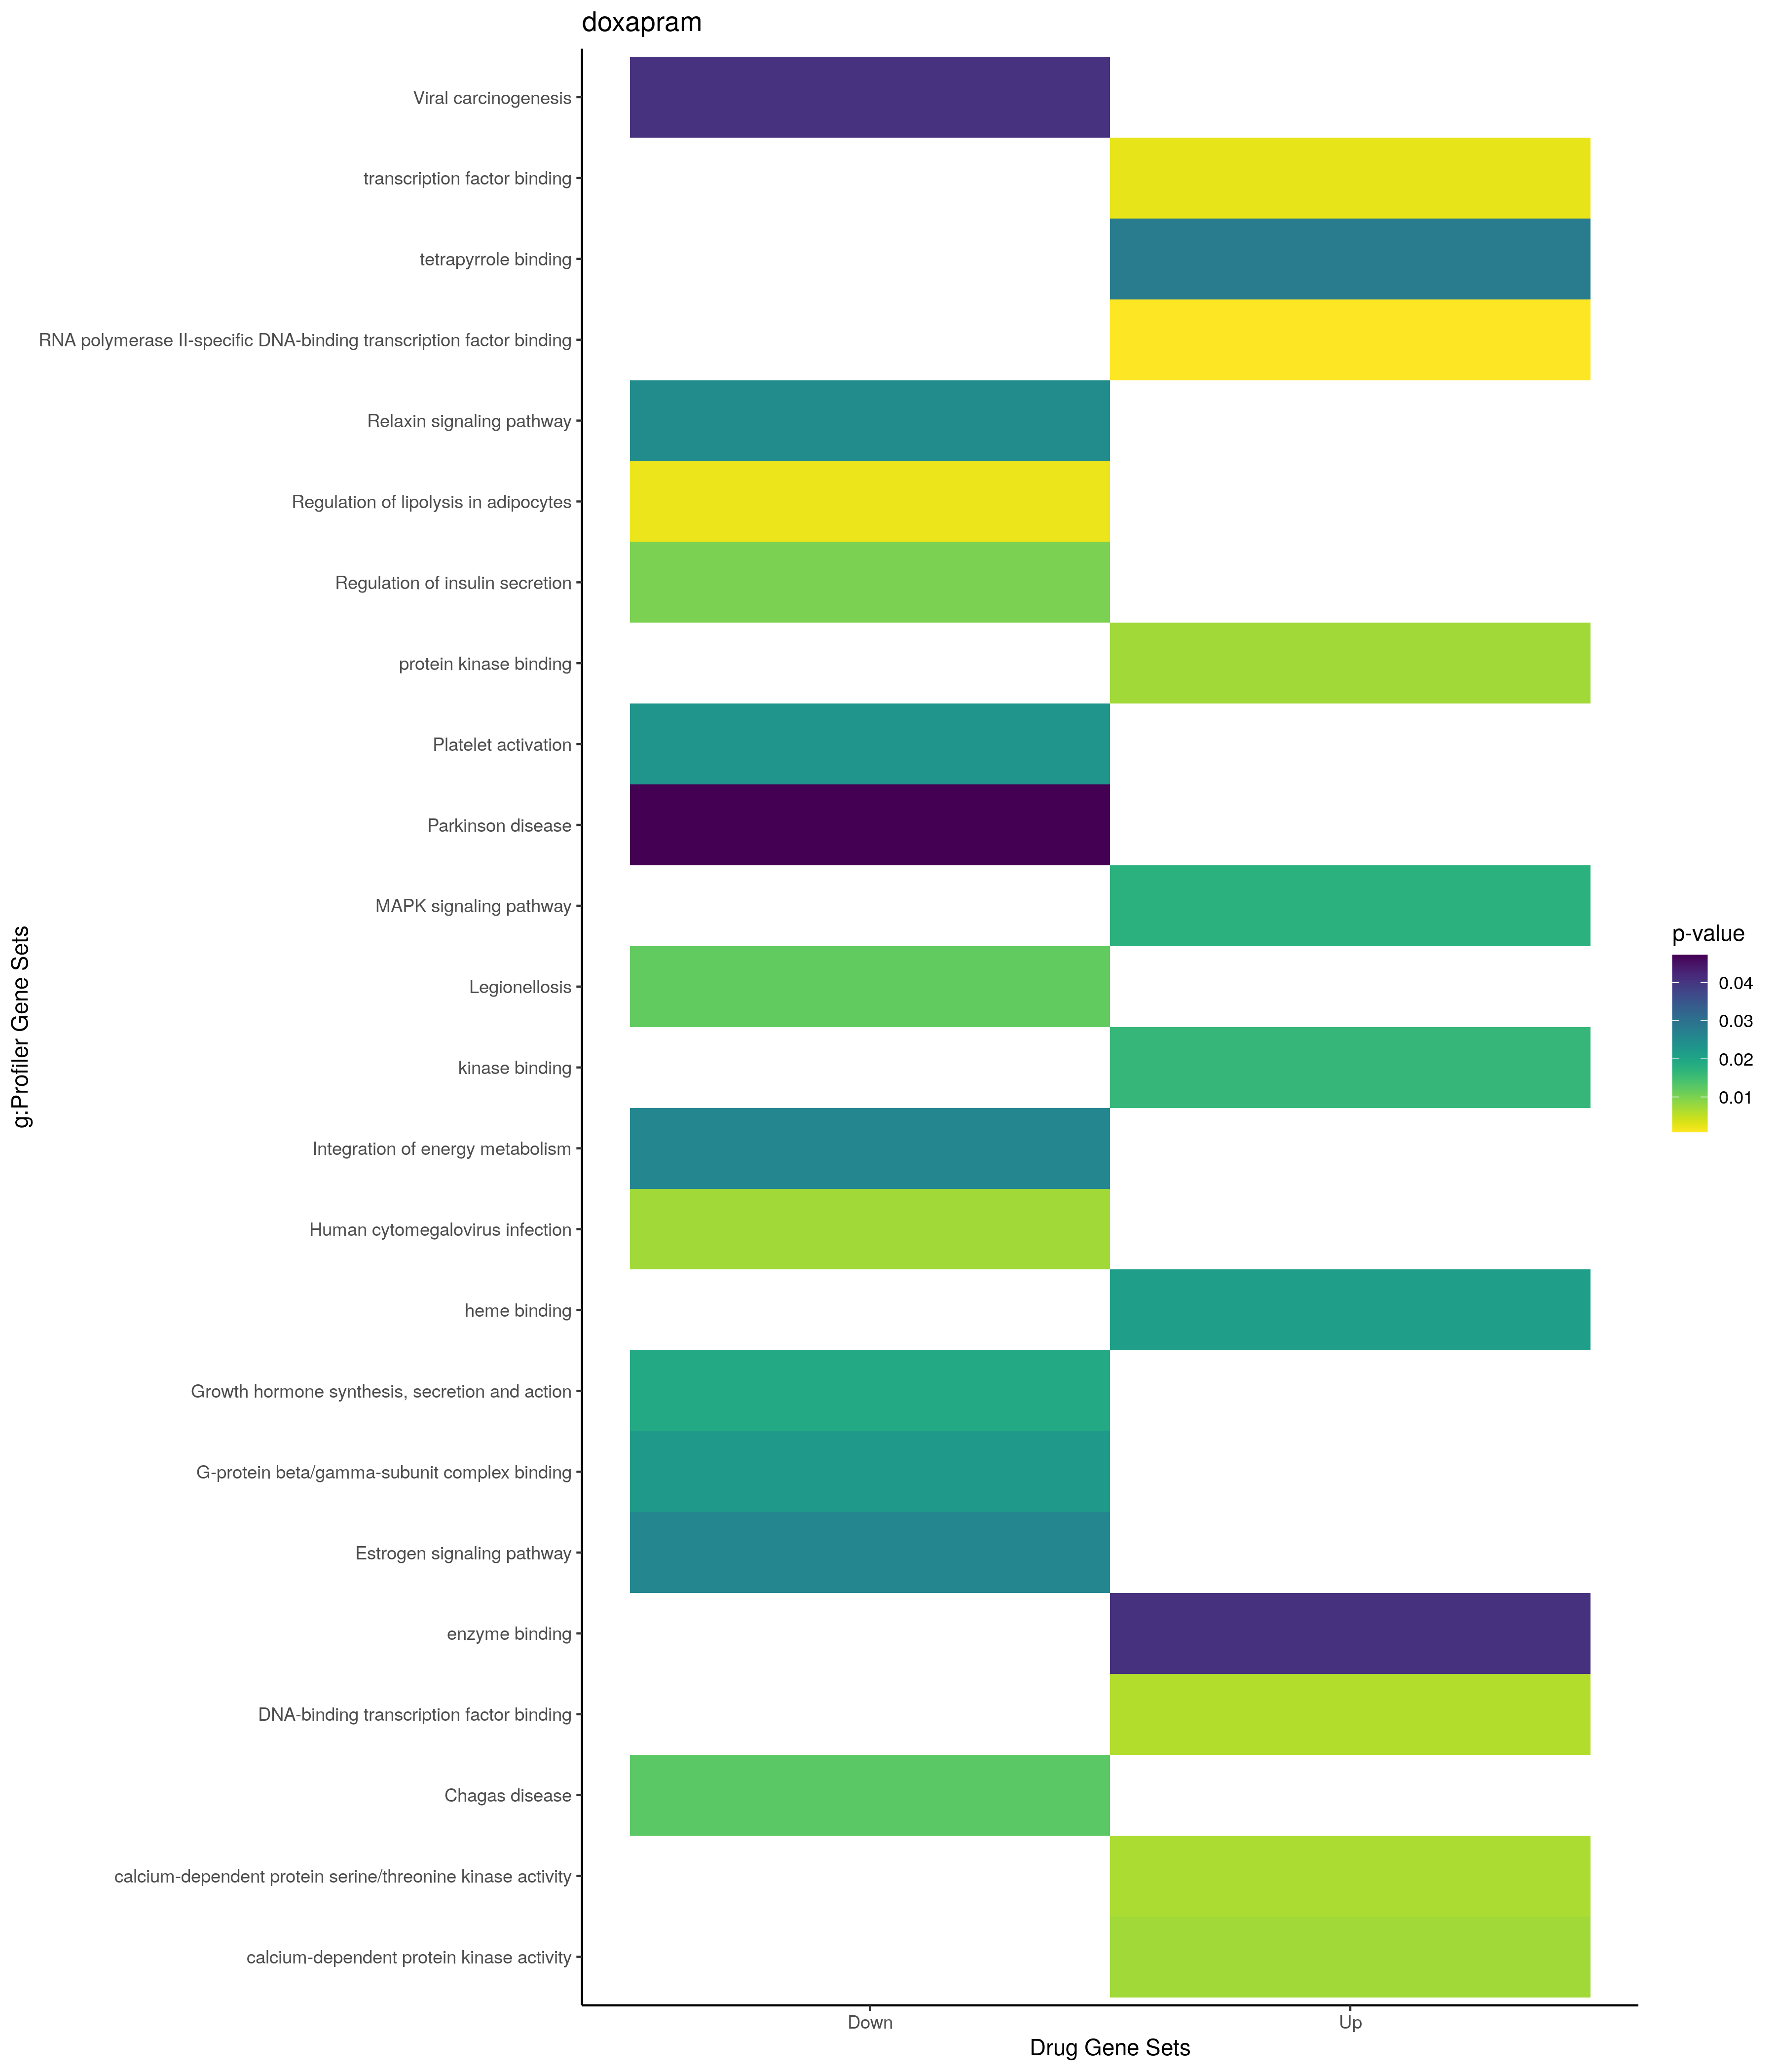 doxapram
Viral carcinogenesis
transcription factor binding
tetrapyrrole binding
RNA polymerase II-specific DNA-binding transcription factor binding
Relaxin signaling pathway
Regulation of lipolysis in adipocytes
Regulation of insulin secretion
protein kinase binding
Platelet activation
Parkinson disease
MAPK signaling pathway
Legionellosis
kinase binding
Integration of energy metabolism
Human cytomegalovirus infection
heme binding
Growth hormone synthesis, secretion and action
G-protein beta/gamma-subunit complex binding
Estrogen signaling pathway
enzyme binding
DNA-binding transcription factor binding
Chagas disease
calcium-dependent protein serine/threonine kinase activity
calcium-dependent protein kinase activity
g:Profiler Gene Sets
Down
Up
Drug Gene Sets
p-value
0.04
0.03
0.02
0.01